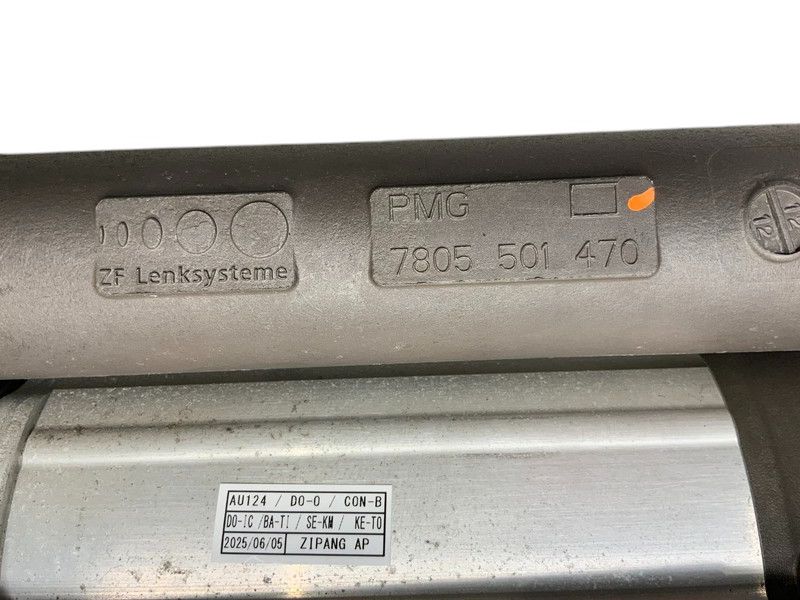 ZF Lenksysteme
PMG
7805 501 470
12 12
AU124 / DO-O / CON-B
DO-IC /BA-TI / SE-KM / KE-TO
2025/06/05 ZIPANG AP